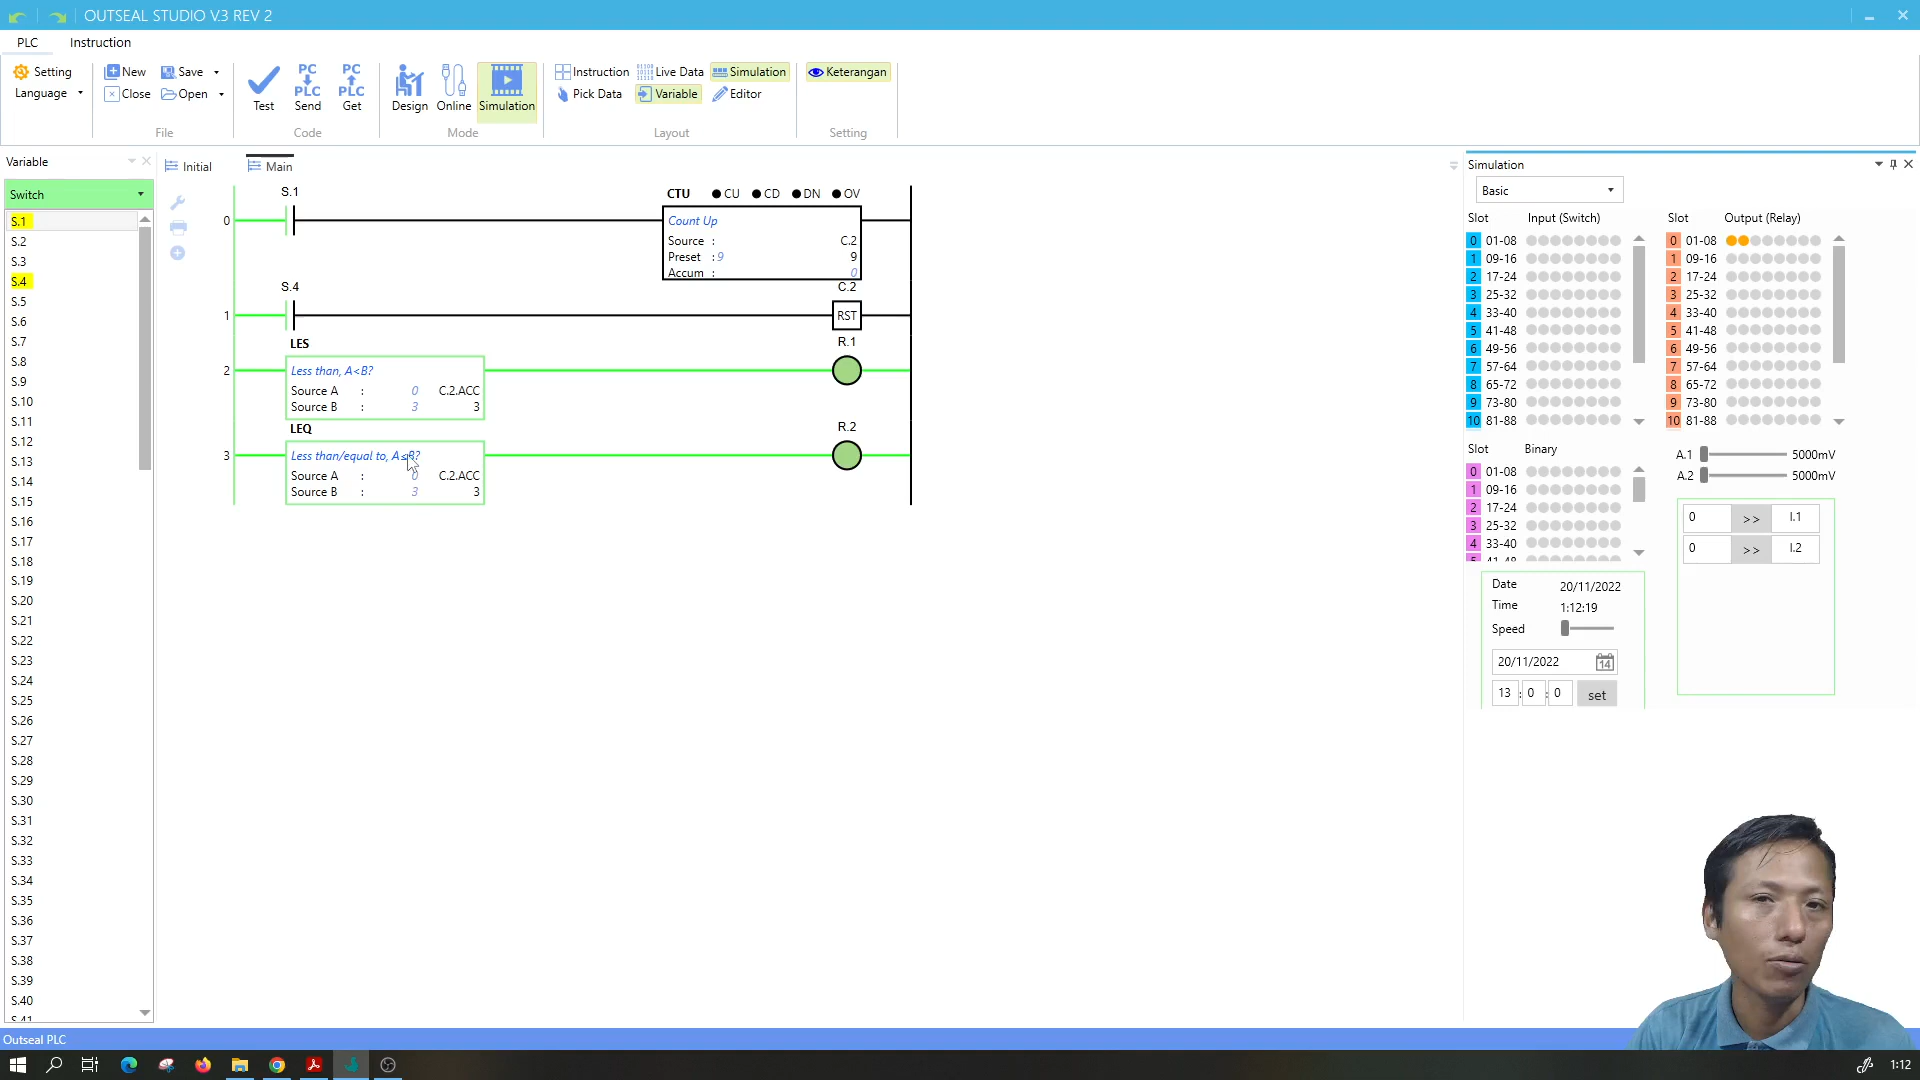 OUTSEAL STUDIO V.3 REV 2
PLC Instruction
Setting
Language
New
Close
Save
Open
File
Test
PC PLC Send
PC PLC Get
Code
Design
Online
Simulation
Mode
Instruction
Pick Data
Live Data
Variable
Simulation
Editor
Layout
Keterangan
Setting
Variable
Switch
S.1
S.2
S.3
S.4
S.5
S.6
S.7
S.8
S.9
S.10
S.11
S.12
S.13
S.14
S.15
S.16
S.17
S.18
S.19
S.20
S.21
S.22
S.23
S.24
S.25
S.26
S.27
S.28
S.29
S.30
S.31
S.32
S.33
S.34
S.35
S.36
S.37
S.38
S.39
S.40
S.41
Initial
Main
S.1
CTU CU CD DN OV
0
Count Up
Source : C.2
Preset : 9 9
Accum : 0
S.4
C.2
1
RST
LES
R.1
2
Less than, A<B?
Source A : 0 C.2.ACC
Source B : 3 3
LEQ
R.2
3
Less than/equal to, A≤B?
Source A : 0 C.2.ACC
Source B : 3 3
Simulation
Basic
Slot Input (Switch)
0 01-08
1 09-16
2 17-24
3 25-32
4 33-40
5 41-48
6 49-56
7 57-64
8 65-72
9 73-80
10 81-88
Slot Output (Relay)
0 01-08
1 09-16
2 17-24
3 25-32
4 33-40
5 41-48
6 49-56
7 57-64
8 65-72
9 73-80
10 81-88
Slot Binary
0 01-08
1 09-16
2 17-24
3 25-32
4 33-40
5 41-48
A.1 5000mV
A.2 5000mV
0 >> I.1
0 >> I.2
Date 20/11/2022
Time 1:12:19
Speed
20/11/2022 14
13 : 0 : 0 set
Outseal PLC
1:12